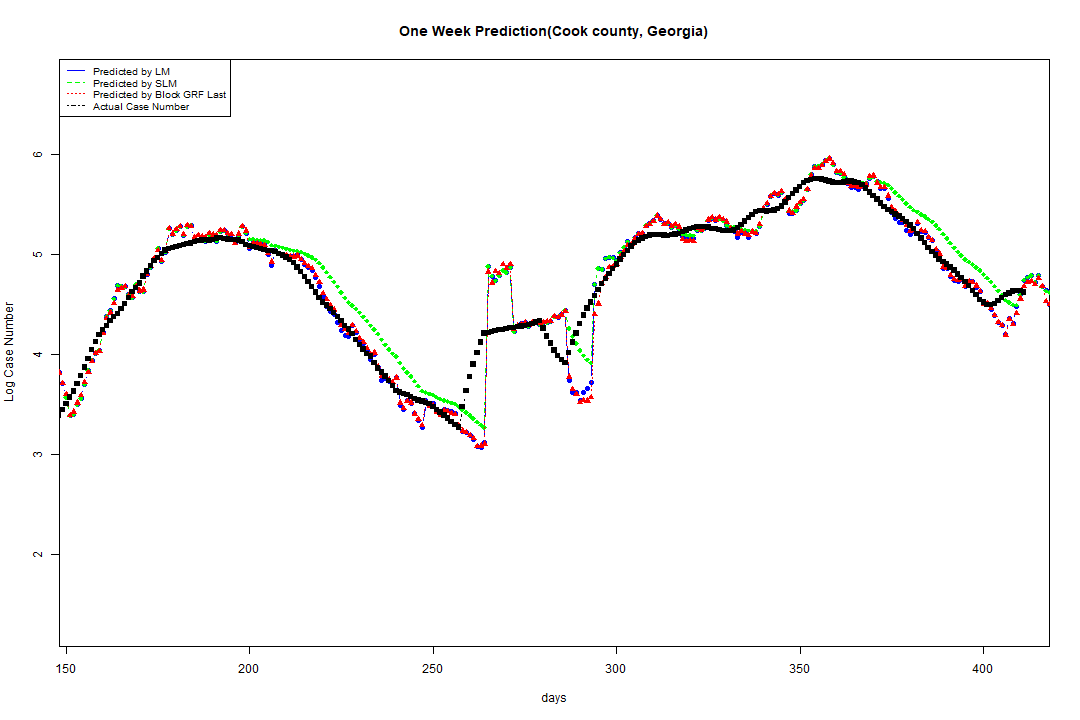 One Week Prediction(Cook county, Georgia)
Predicted by LM
Predicted by SLM
Predicted by Block GRF Last
Actual Case Number
Log Case Number
6
5
4
3
2
150 200 250 300 350 400
days